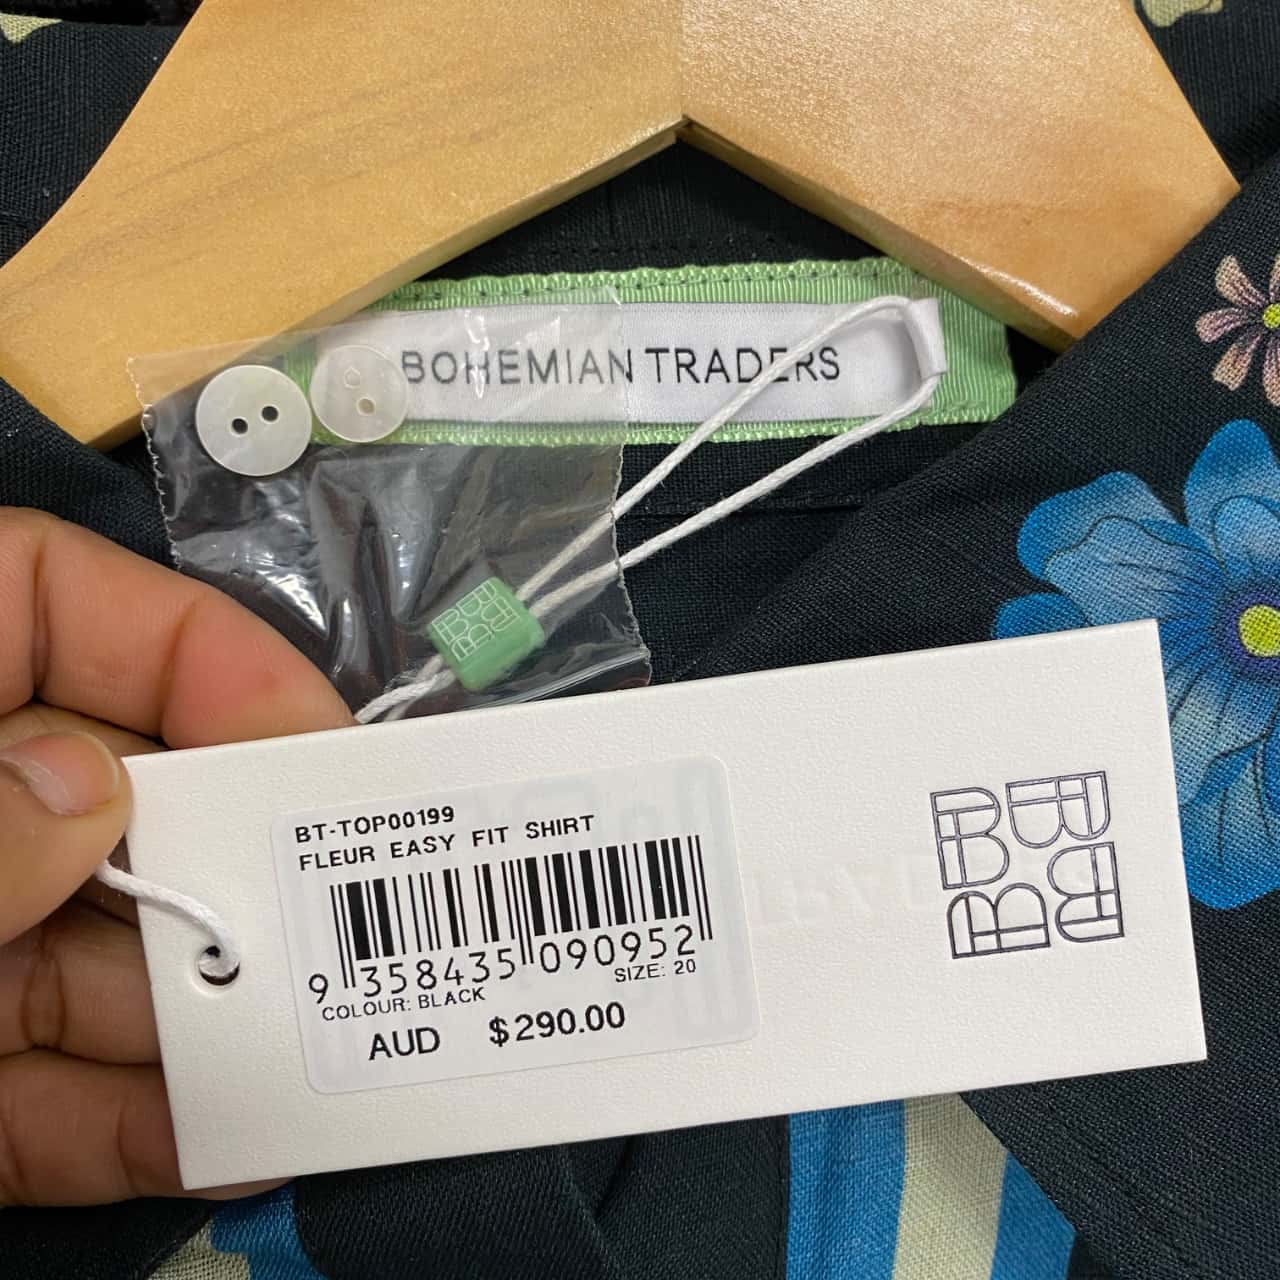 BOHEMIAN TRADERS
BT-TOP00199
FLEUR EASY FIT SHIRT
9 358435 090952
COLOUR: BLACK
SIZE: 20
AUD $290.00